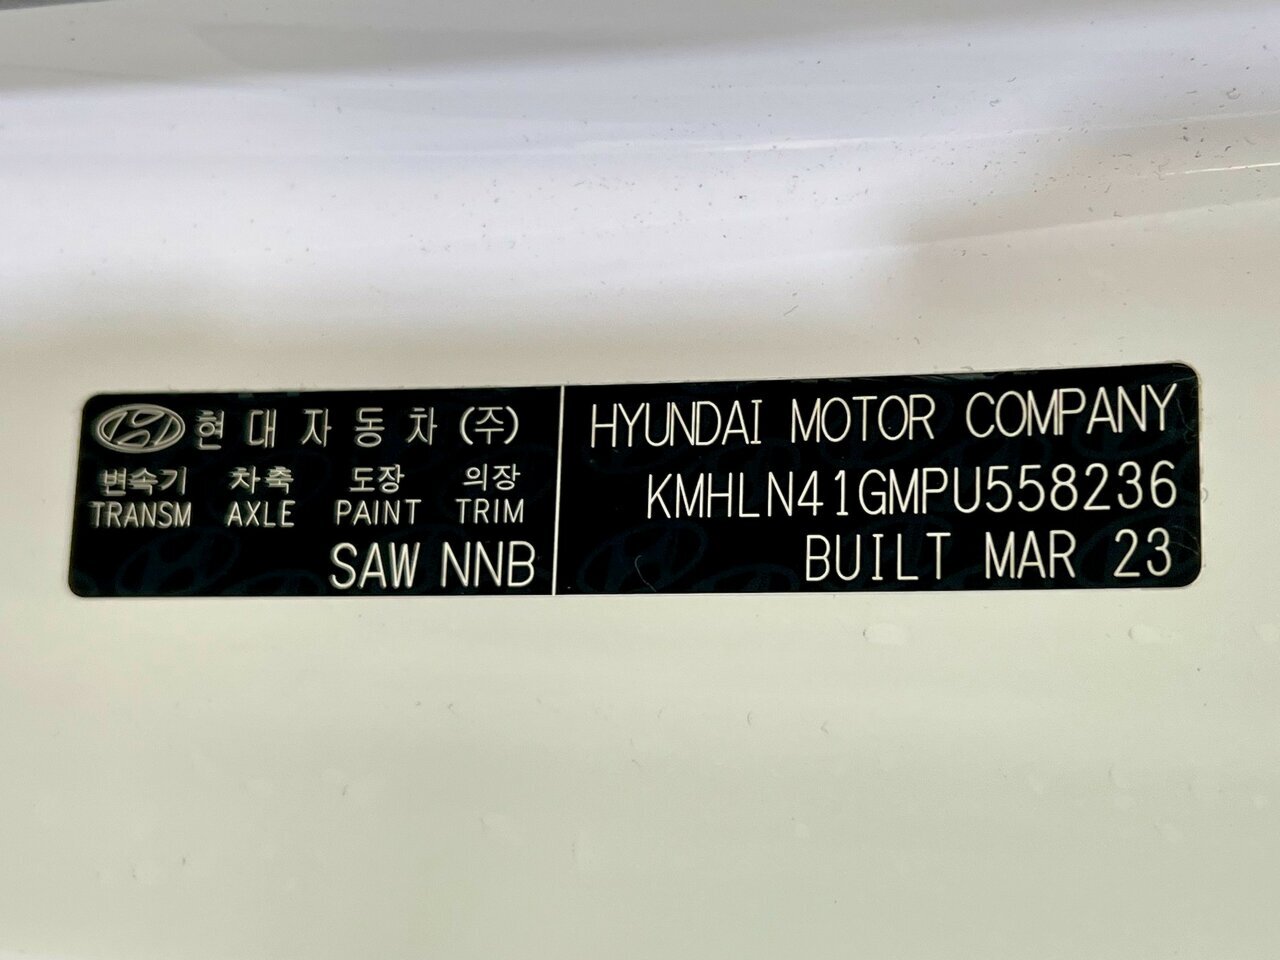 현대자동차 (주)
변속기 차축 도장 의장
TRANSM AXLE PAINT TRIM
SAW NNB
HYUNDAI MOTOR COMPANY
KMHLN41GMPU558236
BUILT MAR 23